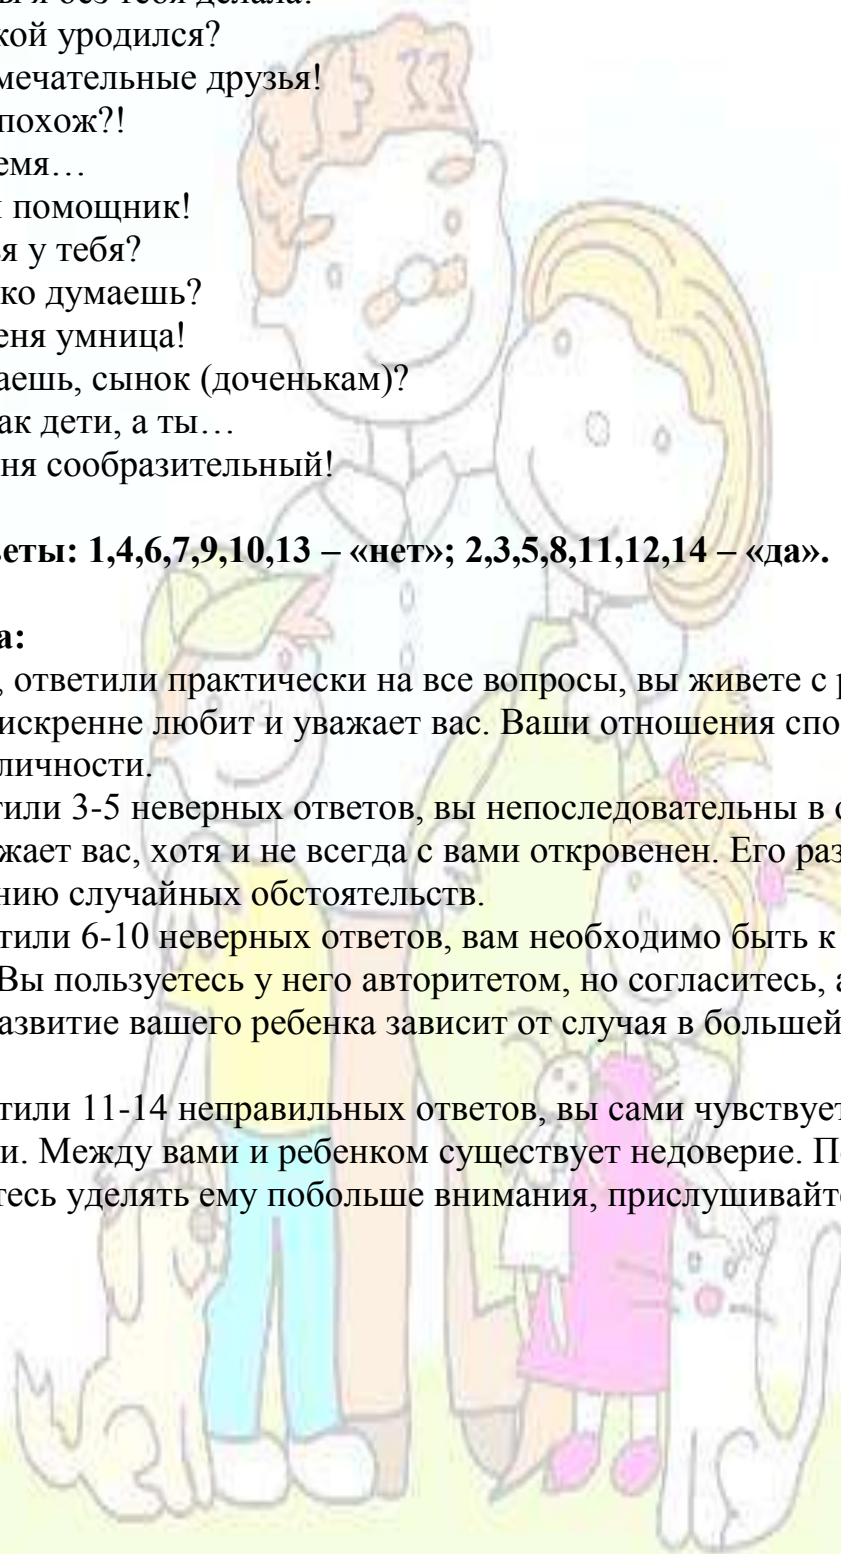 я без тебя делала!
кой уродился?
мечательные друзья!
похож?!
емя…
помощник!
я у тебя?
ко думаешь?
еня умница!
аешь, сынок (доченькам)?
ак дети, а ты…
ня сообразительный!
веты: 1,4,6,7,9,10,13 – «нет»; 2,3,5,8,11,12,14 – «да».
а:
, ответили практически на все вопросы, вы живете с р
искренне любит и уважает вас. Ваши отношения спо
личности.
тили 3-5 неверных ответов, вы непоследовательны в о
жает вас, хотя и не всегда с вами откровенен. Его раз
нию случайных обстоятельств.
тили 6-10 неверных ответов, вам необходимо быть к
Вы пользуетесь у него авторитетом, но согласитесь, а
азвитие вашего ребенка зависит от случая в большей
тили 11-14 неправильных ответов, вы сами чувствует
и. Между вами и ребенком существует недоверие. По
тесь уделять ему побольше внимания, прислушивайте